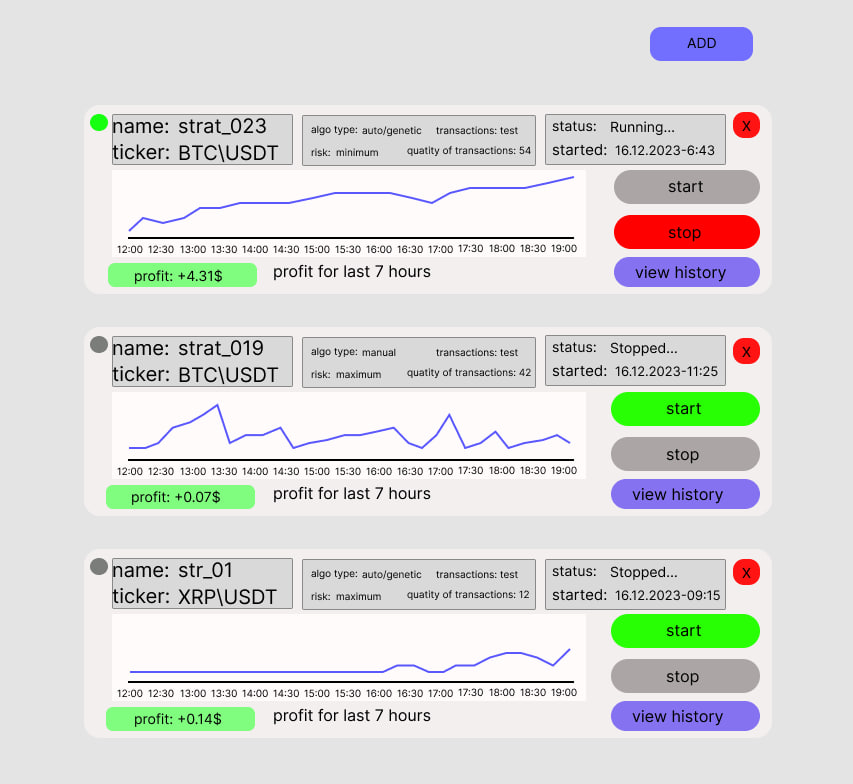 ADD
name: strat_023
ticker: BTC\USDT
algo type: auto/genetic transactions: test
risk: minimum quatity of transactions: 54
status: Running...
started: 16.12.2023-6:43
X
start
stop
view history
12:00 12:30 13:00 13:30 14:00 14:30 15:00 15:30 16:30 17:00 17:30 18:00 18:30 19:00
profit: +4.31$ profit for last 7 hours
name: strat_019
ticker: BTC\USDT
algo type: manual transactions: test
risk: maximum quatity of transactions: 42
status: Stopped...
started: 16.12.2023-11:25
X
start
stop
view history
12:00 12:30 13:00 13:30 14:00 14:30 15:00 15:30 16:30 17:00 17:30 18:00 18:30 19:00
profit: +0.07$ profit for last 7 hours
name: str_01
ticker: XRP\USDT
algo type: auto/genetic transactions: test
risk: maximum quatity of transactions: 12
status: Stopped...
started: 16.12.2023-09:15
X
start
stop
view history
12:00 12:30 13:00 13:30 14:00 14:30 15:00 15:30 16:30 17:00 17:30 18:00 18:30 19:00
profit: +0.14$ profit for last 7 hours